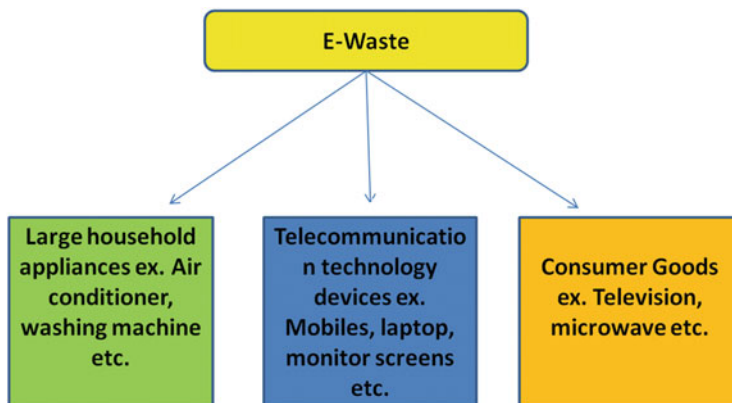 E-Waste
Large household
appliances ex. Air
conditioner,
washing machine
etc.
Telecommunicatio
n technology
devices ex.
Mobiles, laptop,
monitor screens
etc.
Consumer Goods
ex. Television,
microwave etc.